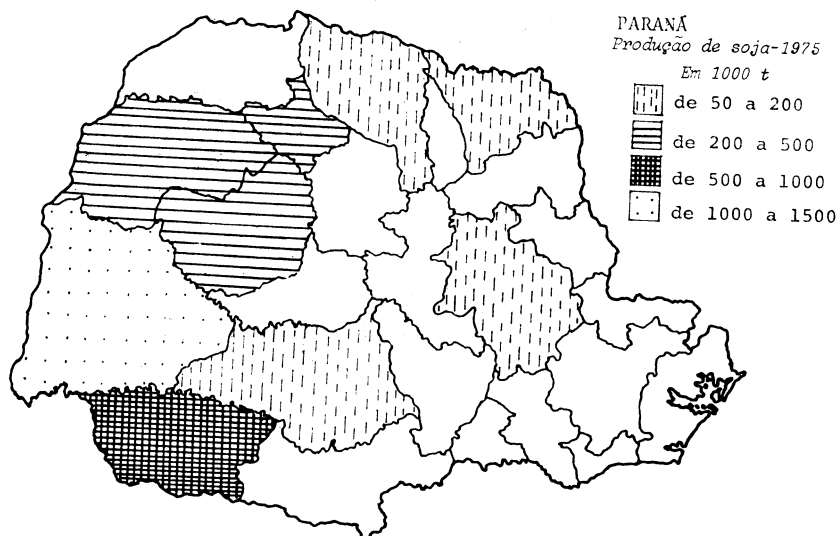 PARANÁ
Produção de soja-1975
Em 1000 t
de 50 a 200
de 200 a 500
de 500 a 1000
de 1000 a 1500